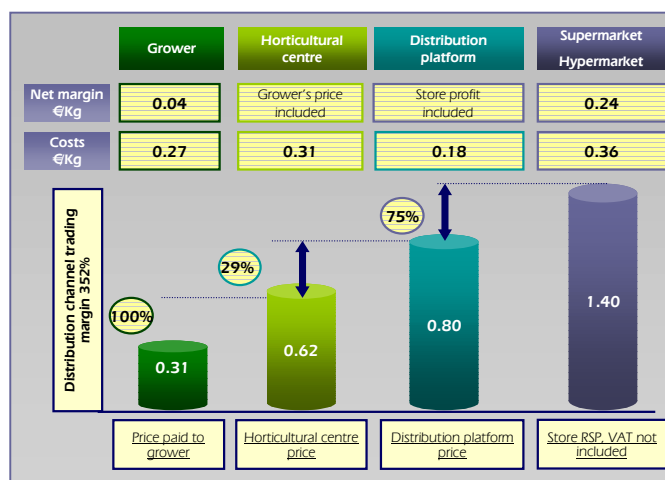 Grower
Horticultural
centre
Distribution
platform
Supermarket
Hypermarket
Net margin
€/Kg
0.04
Grower's price
included
Store profit
included
0.24
Costs
€/Kg
0.27
0.31
0.18
0.36
Distribution channel trading
margin 352%
100%
29%
75%
0.31
0.62
0.80
1.40
Price paid to
grower
Horticultural centre
price
Distribution platform
price
Store RSP, VAT not
included